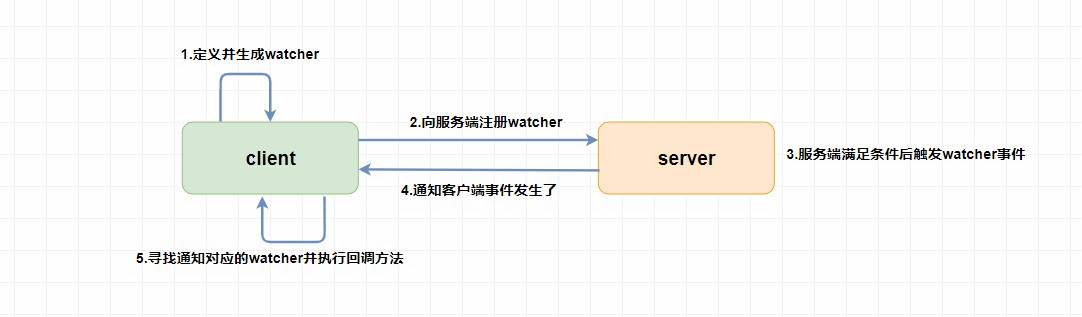 1.定义并生成watcher
2.向服务端注册watcher
client
server
3.服务端满足条件后触发watcher事件
4.通知客户端事件发生了
5.寻找通知对应的watcher并执行回调方法